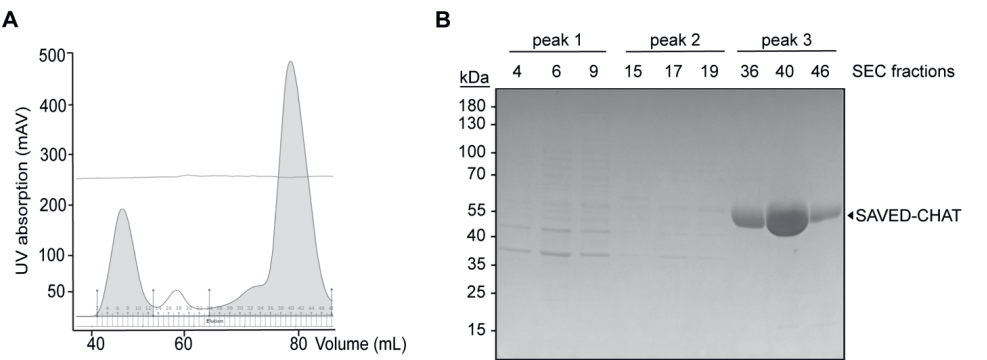 A
500
400
300
200
100
50
UV absorption (mAV)
Elution
40 60 80 Volume (mL)
B
peak 1 peak 2 peak 3
kDa 4 6 9 15 17 19 36 40 46 SEC fractions
180
130
100
70
55
40
35
25
15
SAVED-CHAT